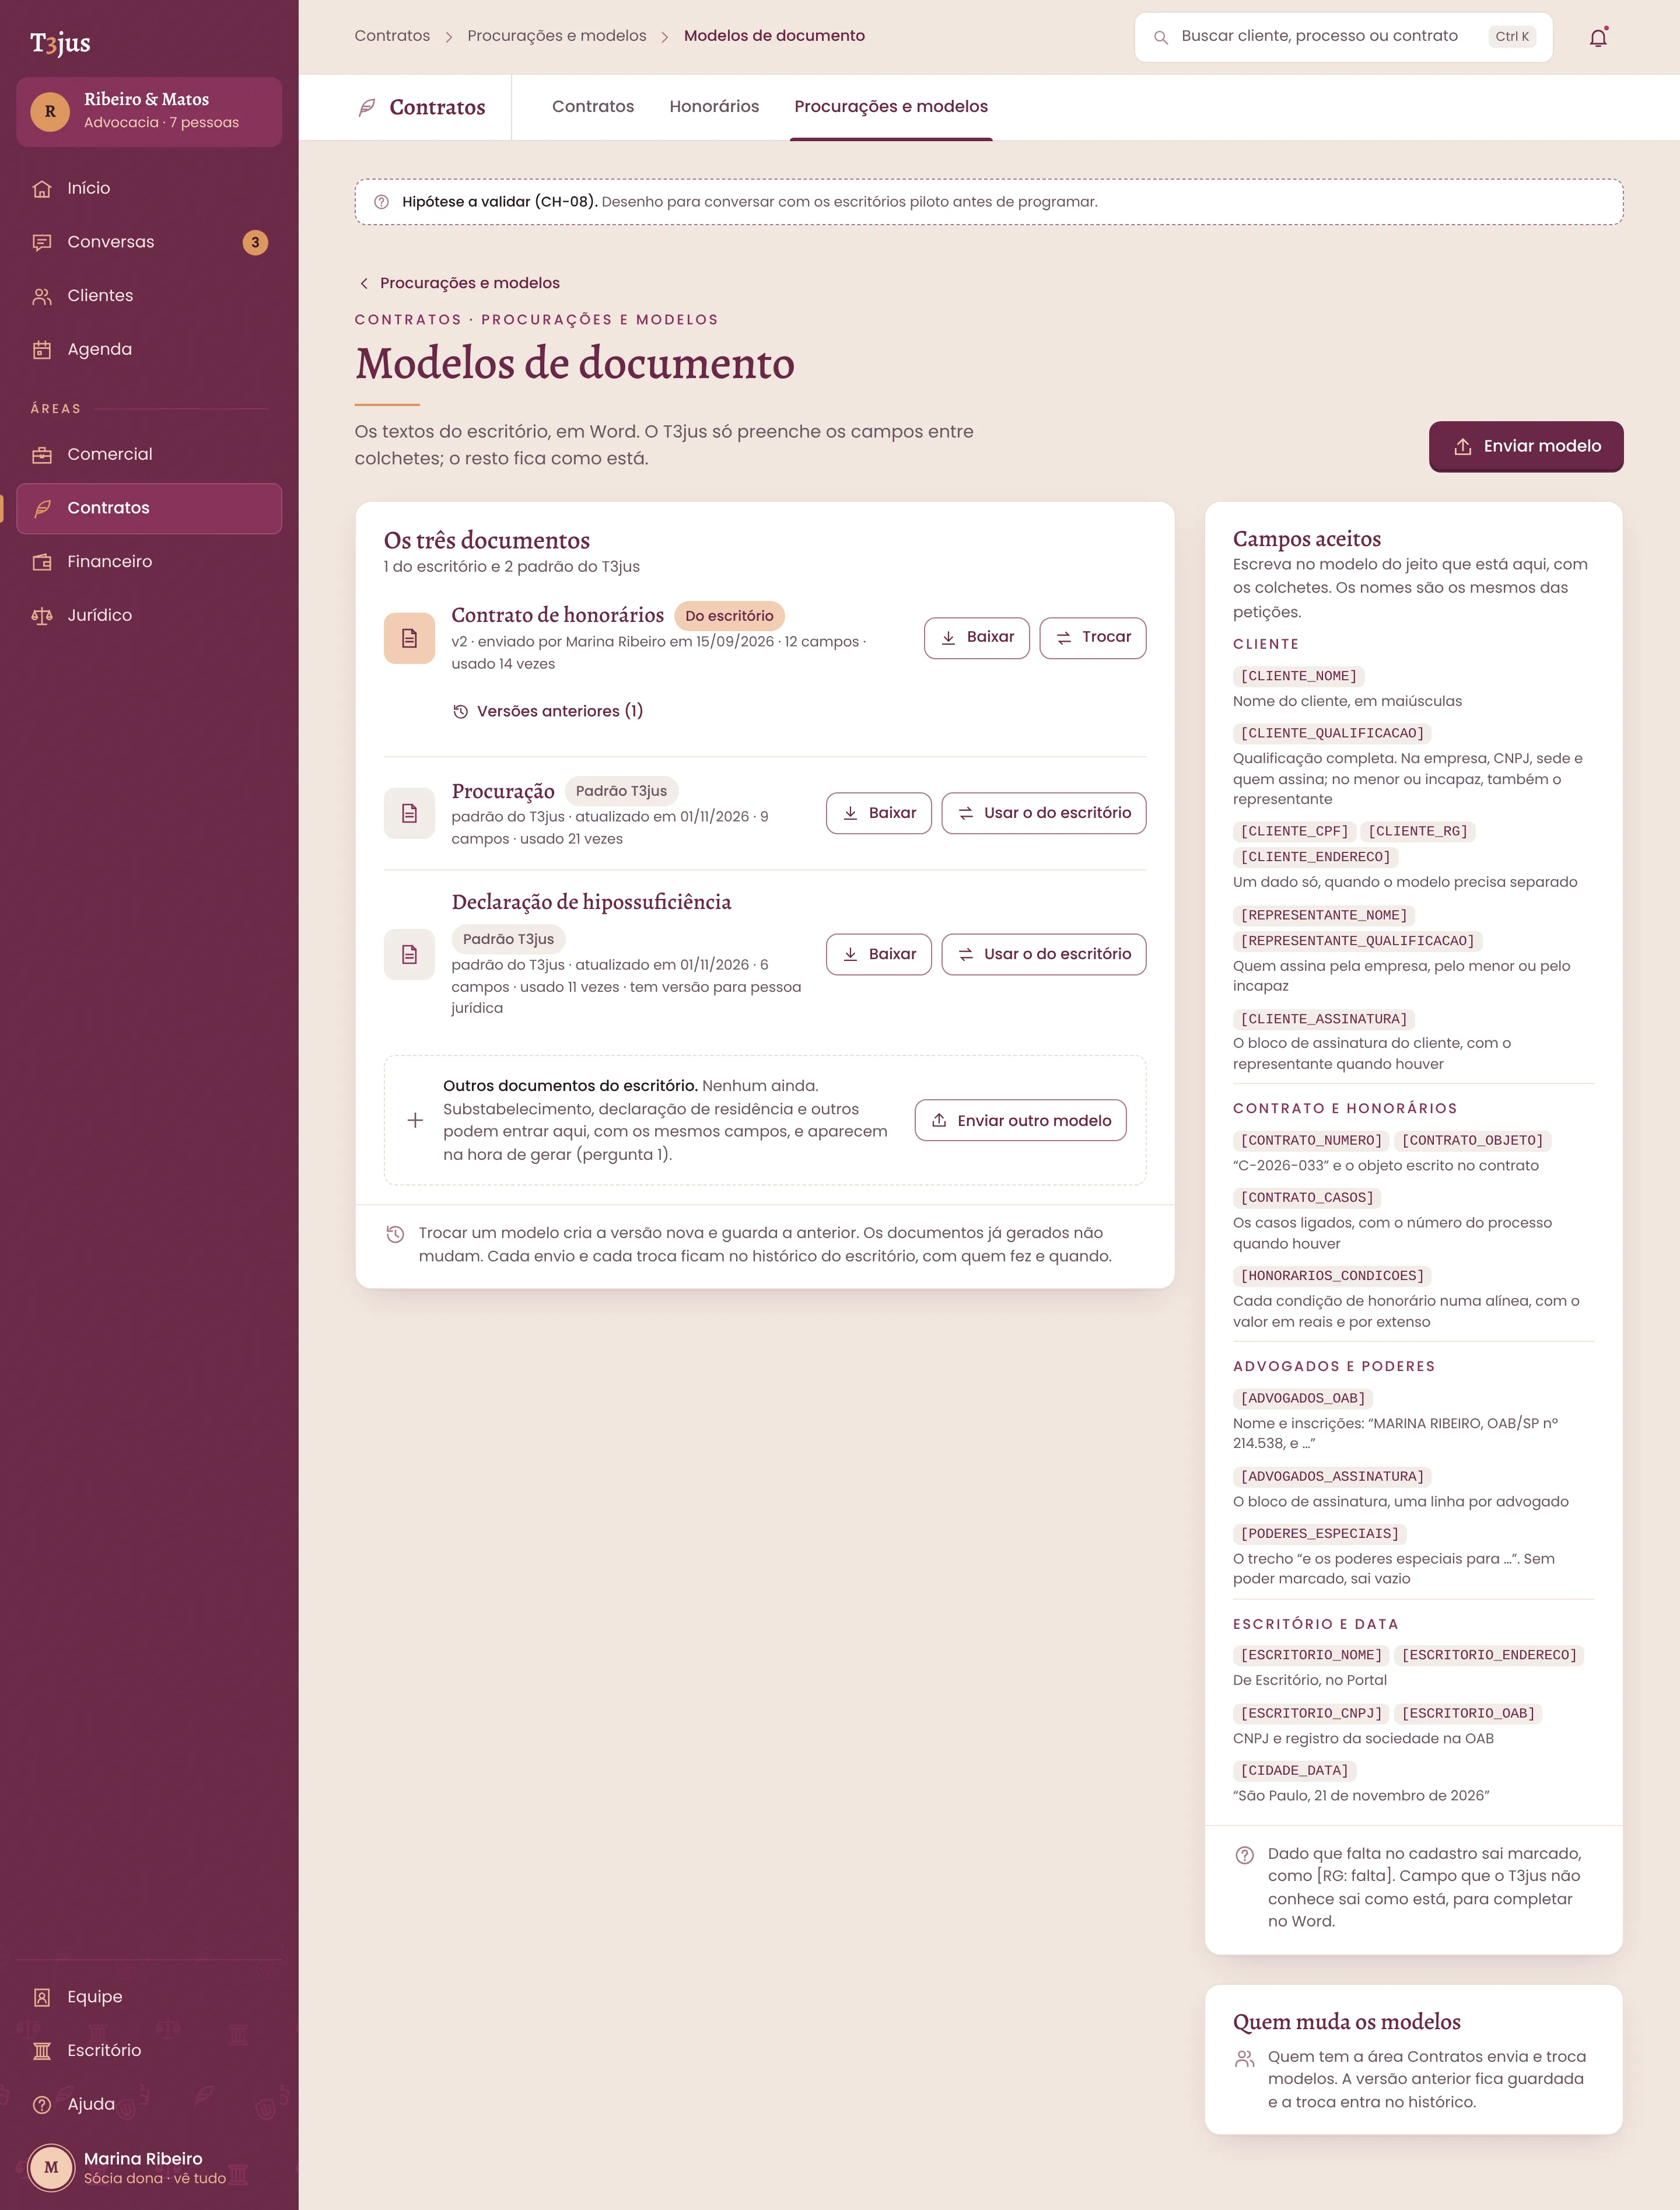 T3jus
R
Ribeiro & Matos
Advocacia · 7 pessoas
Início
Conversas
3
Clientes
Agenda
ÁREAS
Comercial
Contratos
Financeiro
Jurídico
Equipe
Escritório
Ajuda
M
Marina Ribeiro
Sócia dona · vê tudo
Contratos
Procurações e modelos
Modelos de documento
Buscar cliente, processo ou contrato
Ctrl K
Contratos
Contratos
Honorários
Procurações e modelos
Hipótese a validar (CH-08). Desenho para conversar com os escritórios piloto antes de programar.
Procurações e modelos
CONTRATOS · PROCURAÇÕES E MODELOS
Modelos de documento
Os textos do escritório, em Word. O T3jus só preenche os campos entre
colchetes; o resto fica como está.
Enviar modelo
Os três documentos
1 do escritório e 2 padrão do T3jus
Contrato de honorários
Do escritório
v2 · enviado por Marina Ribeiro em 15/09/2026 · 12 campos ·
usado 14 vezes
Baixar
Trocar
Versões anteriores (1)
Procuração
Padrão T3jus
padrão do T3jus · atualizado em 01/11/2026 · 9
campos · usado 21 vezes
Baixar
Usar o do escritório
Declaração de hipossuficiência
Padrão T3jus
padrão do T3jus · atualizado em 01/11/2026 · 6
campos · usado 11 vezes · tem versão para pessoa
jurídica
Baixar
Usar o do escritório
Outros documentos do escritório. Nenhum ainda.
Substabelecimento, declaração de residência e outros
podem entrar aqui, com os mesmos campos, e aparecem
na hora de gerar (pergunta 1).
Enviar outro modelo
Trocar um modelo cria a versão nova e guarda a anterior. Os documentos já gerados não
mudam. Cada envio e cada troca ficam no histórico do escritório, com quem fez e quando.
Campos aceitos
Escreva no modelo do jeito que está aqui, com
os colchetes. Os nomes são os mesmos das
petições.
CLIENTE
[CLIENTE_NOME]
Nome do cliente, em maiúsculas
[CLIENTE_QUALIFICACAO]
Qualificação completa. Na empresa, CNPJ, sede e
quem assina; no menor ou incapaz, também o
representante
[CLIENTE_CPF] [CLIENTE_RG]
[CLIENTE_ENDERECO]
Um dado só, quando o modelo precisa separado
[REPRESENTANTE_NOME]
[REPRESENTANTE_QUALIFICACAO]
Quem assina pela empresa, pelo menor ou pelo
incapaz
[CLIENTE_ASSINATURA]
O bloco de assinatura do cliente, com o
representante quando houver
CONTRATO E HONORÁRIOS
[CONTRATO_NUMERO] [CONTRATO_OBJETO]
“C-2026-033” e o objeto escrito no contrato
[CONTRATO_CASOS]
Os casos ligados, com o número do processo
quando houver
[HONORARIOS_CONDICOES]
Cada condição de honorário numa alínea, com o
valor em reais e por extenso
ADVOGADOS E PODERES
[ADVOGADOS_OAB]
Nome e inscrições: “MARINA RIBEIRO, OAB/SP nº
214.538, e …”
[ADVOGADOS_ASSINATURA]
O bloco de assinatura, uma linha por advogado
[PODERES_ESPECIAIS]
O trecho “e os poderes especiais para …”. Sem
poder marcado, sai vazio
ESCRITÓRIO E DATA
[ESCRITORIO_NOME] [ESCRITORIO_ENDERECO]
De Escritório, no Portal
[ESCRITORIO_CNPJ] [ESCRITORIO_OAB]
CNPJ e registro da sociedade na OAB
[CIDADE_DATA]
“São Paulo, 21 de novembro de 2026”
Dado que falta no cadastro sai marcado,
como [RG: falta]. Campo que o T3jus não
conhece sai como está, para completar
no Word.
Quem muda os modelos
Quem tem a área Contratos envia e troca
modelos. A versão anterior fica guardada
e a troca entra no histórico.